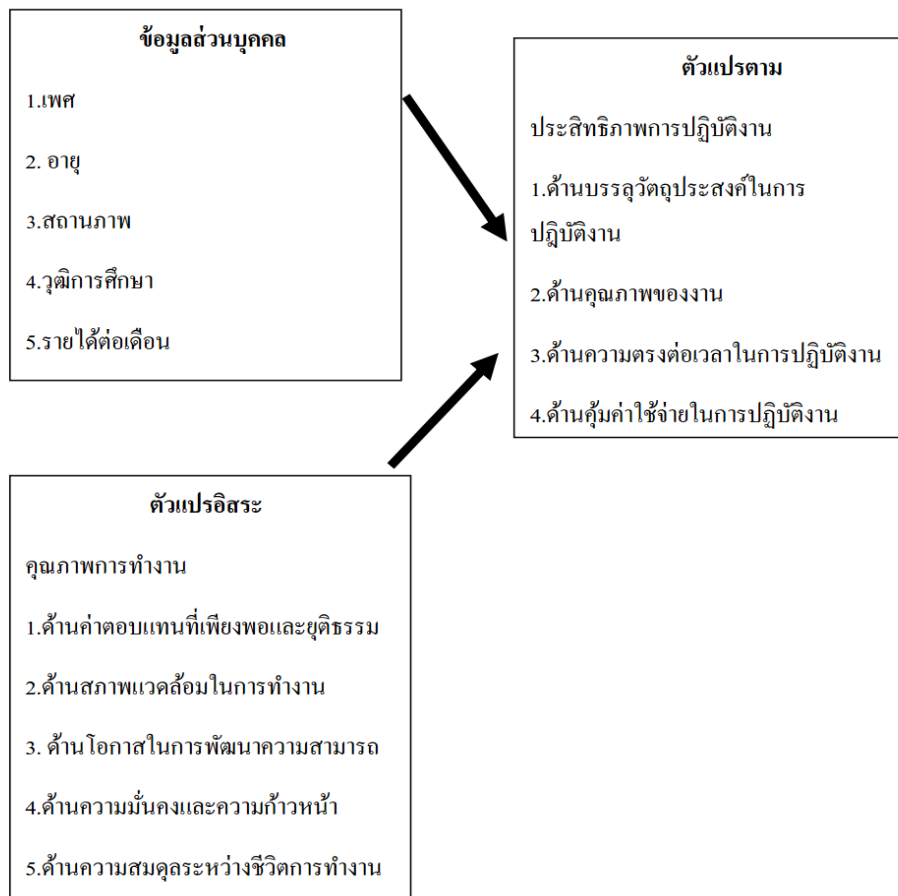 ข้อมูลส่วนบุคคล
1.เพศ
2. อายุ
3.สถานภาพ
4.วุฒิการศึกษา
5.รายได้ต่อเดือน
ตัวแปรตาม
ประสิทธิภาพการปฏิบัติงาน
1.ด้านบรรลุวัตถุประสงค์ในการ
ปฎิบัติงาน
2.ด้านคุณภาพของงาน
3.ด้านความตรงต่อเวลาในการปฏิบัติงาน
4.ด้านคุ้มค่าใช้จ่ายในการปฏิบัติงาน
ตัวแปรอิสระ
คุณภาพการทำงาน
1.ด้านค่าตอบแทนที่เพียงพอและยุติธรรม
2.ด้านสภาพแวดล้อมในการทำงาน
3. ด้านโอกาสในการพัฒนาความสามารถ
4.ด้านความมั่นคงและความก้าวหน้า
5.ด้านความสมดุลระหว่างชีวิตการทำงาน